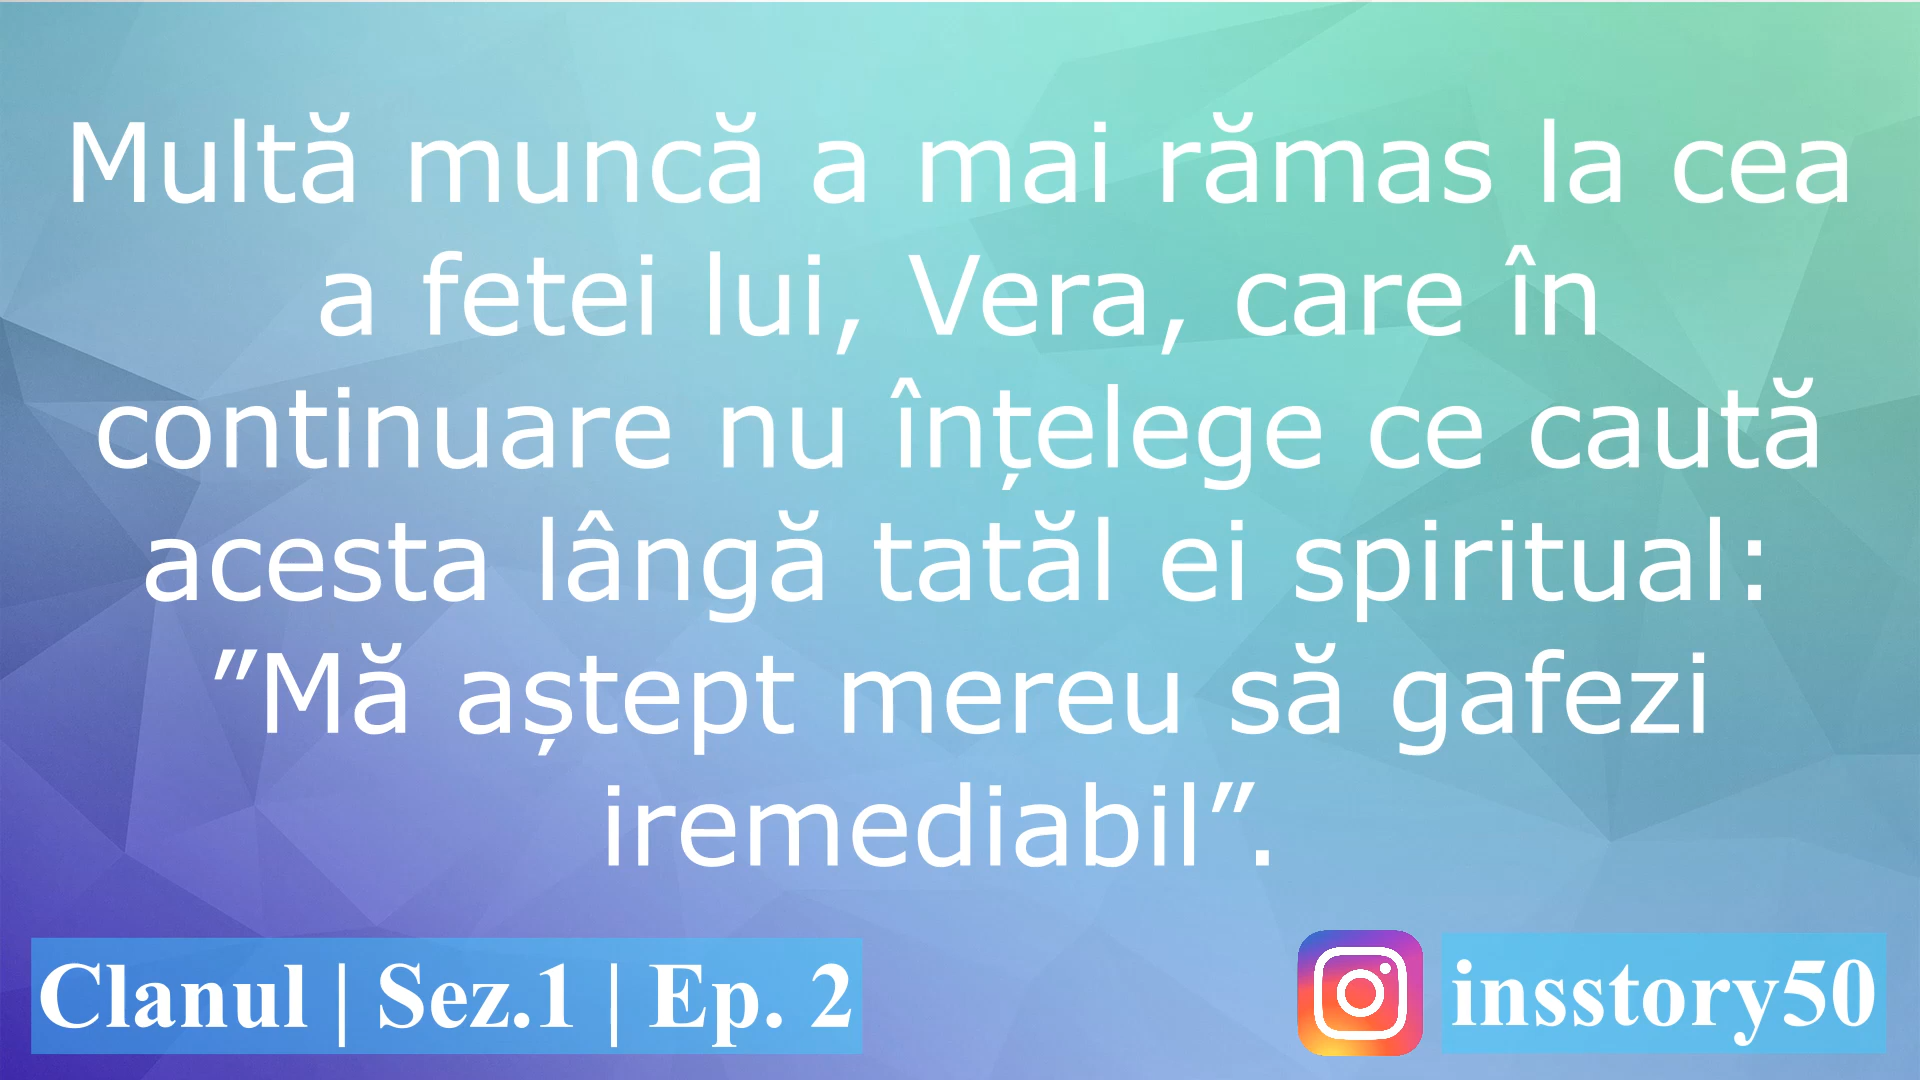 Multă muncă a mai rămas la cea
a fetei lui, Vera, care în
continuare nu înțelege ce caută
acesta lângă tatăl ei spiritual:
”Mă aștept mereu să gafezi
iremediabil”.
Clanul | Sez.1 | Ep. 2
insstory50